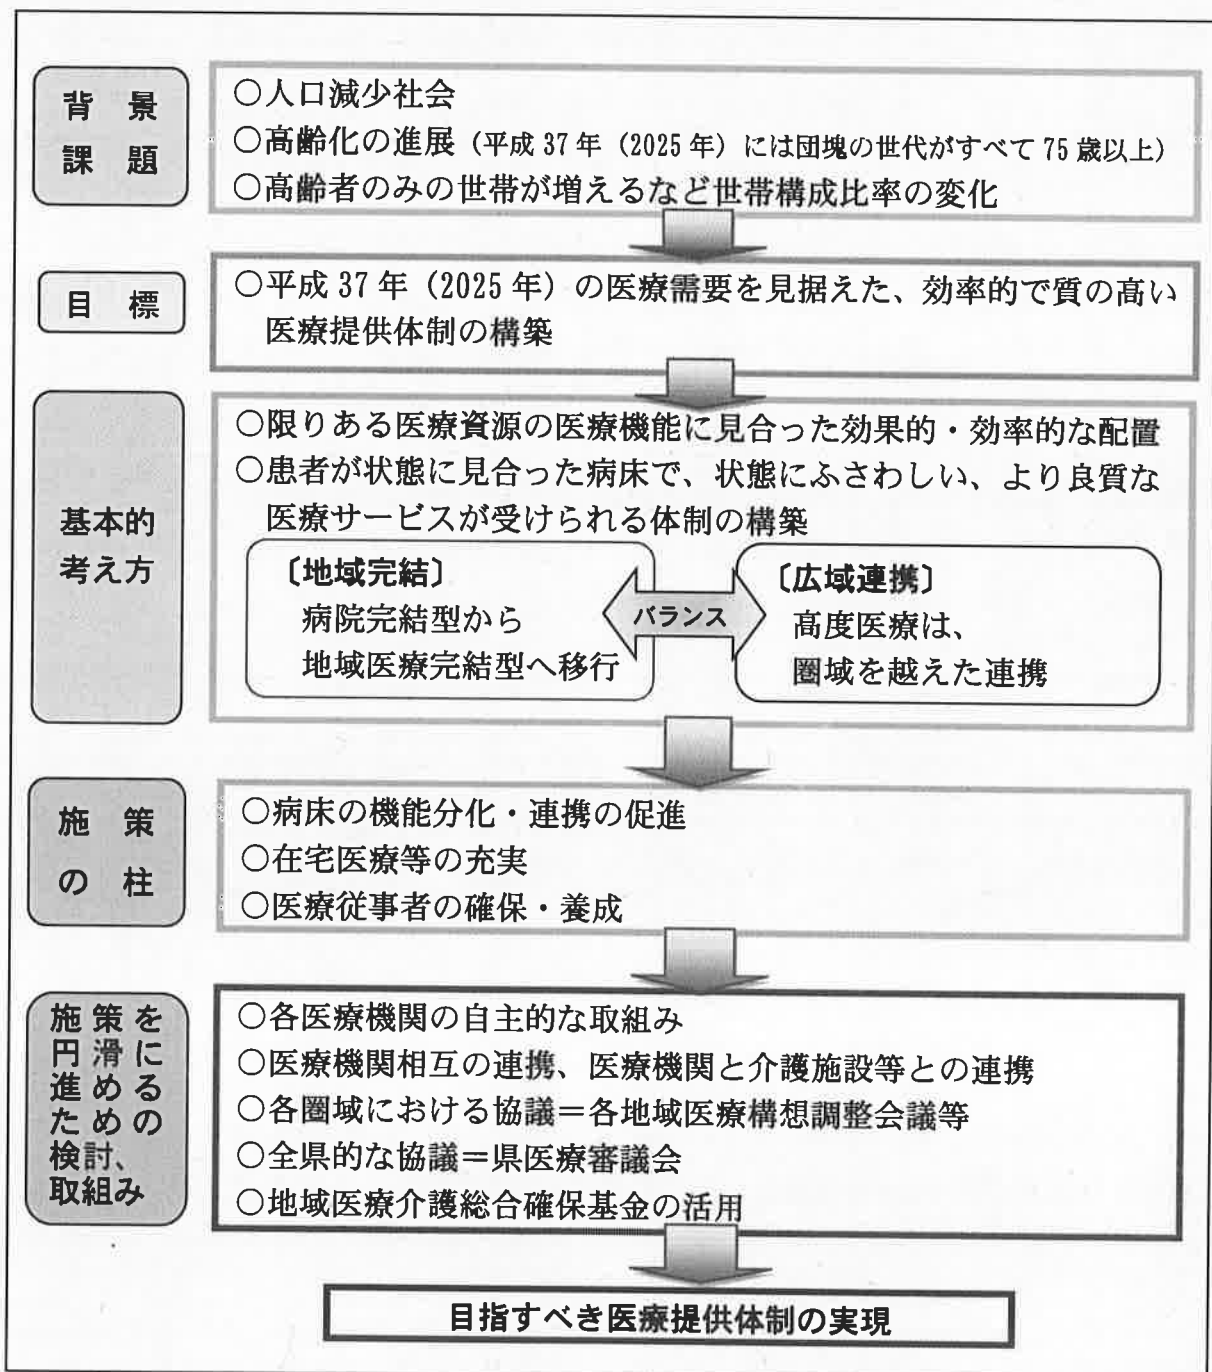 背景
課題
○人口減少社会
○高齢化の進展（平成 37 年（2025 年）には団塊の世代がすべて 75 歳以上）
○高齢者のみの世帯が増えるなど世帯構成比率の変化
目標
○平成 37 年（2025 年）の医療需要を見据えた、効率的で質の高い
医療提供体制の構築
基本的
考え方
○限りある医療資源の医療機能に見合った効果的・効率的な配置
○患者が状態に見合った病床で、状態にふさわしい、より良質な
医療サービスが受けられる体制の構築
〔地域完結〕
病院完結型から
地域医療完結型へ移行
バランス
〔広域連携〕
高度医療は、
圏域を越えた連携
施策
の柱
○病床の機能分化・連携の促進
○在宅医療等の充実
○医療従事者の確保・養成
施策を
円滑に
進める
ための
検討、
取組み
○各医療機関の自主的な取組み
○医療機関相互の連携、医療機関と介護施設等との連携
○各圏域における協議＝各地域医療構想調整会議等
○全県的な協議＝県医療審議会
○地域医療介護総合確保基金の活用
目指すべき医療提供体制の実現